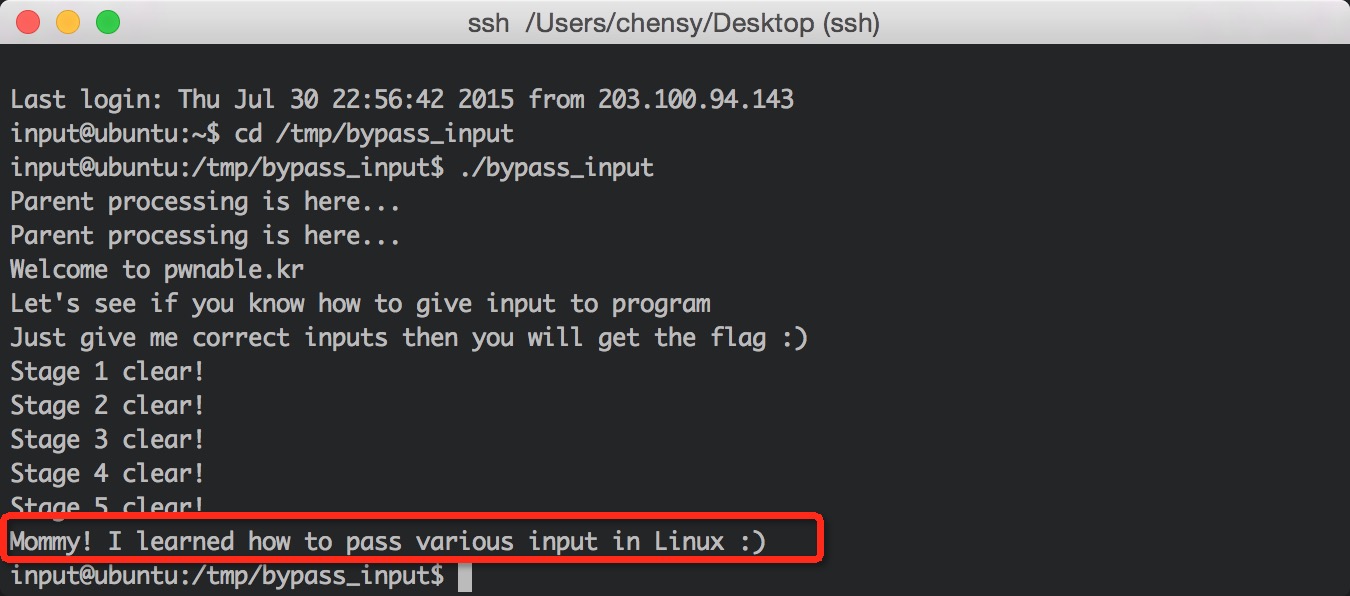 ssh  /Users/chensy/Desktop (ssh)
Last login: Thu Jul 30 22:56:42 2015 from 203.100.94.143
input@ubuntu:~$ cd /tmp/bypass_input
input@ubuntu:/tmp/bypass_input$ ./bypass_input
Parent processing is here...
Parent processing is here...
Welcome to pwnable.kr
Let's see if you know how to give input to program
Just give me correct inputs then you will get the flag :)
Stage 1 clear!
Stage 2 clear!
Stage 3 clear!
Stage 4 clear!
Stage 5 clear!
Mommy! I learned how to pass various input in Linux :)
input@ubuntu:/tmp/bypass_input$